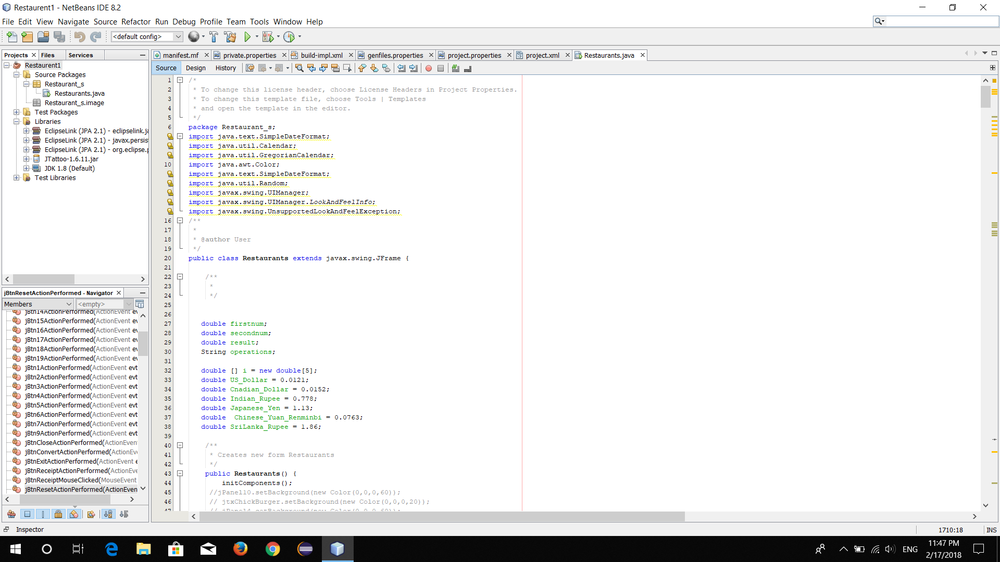 Restaurent1 - NetBeans IDE 8.2
File Edit View Navigate Source Refactor Run Debug Profile Team Tools Window Help
<default config>
Projects Files Services
manifest.mf private.properties build-impl.xml genfiles.properties project.properties project.xml Restaurants.java
Source Design History
Restaurent1
Source Packages
Restaurant_s
Restaurants.java
Restaurant_s.image
Test Packages
Libraries
EclipseLink (JPA 2.1) - eclipselink.ja
EclipseLink (JPA 2.1) - javax.persis
EclipseLink (JPA 2.1) - org.eclipse.p
JTattoo-1.6.11.jar
JDK 1.8 (Default)
Test Libraries
jBtnResetActionPerformed - Navigator
Members <empty>
jBtn14ActionPerformed(ActionEvent ev
jBtn15ActionPerformed(ActionEvent ev
jBtn16ActionPerformed(ActionEvent ev
jBtn17ActionPerformed(ActionEvent ev
jBtn18ActionPerformed(ActionEvent ev
jBtn19ActionPerformed(ActionEvent ev
jBtn1ActionPerformed(ActionEvent evt
jBtn2ActionPerformed(ActionEvent evt
jBtn3ActionPerformed(ActionEvent evt
jBtn4ActionPerformed(ActionEvent evt
jBtn5ActionPerformed(ActionEvent evt
jBtn6ActionPerformed(ActionEvent evt
jBtn7ActionPerformed(ActionEvent evt
jBtn9ActionPerformed(ActionEvent evt
jBtnCloseActionPerformed(ActionEven
jBtnConvertActionPerformed(ActionEv
jBtnExitActionPerformed(ActionEvent e
jBtnReceiptActionPerformed(ActionEve
jBtnReceiptMouseClicked(MouseEvent
jBtnResetActionPerformed(ActionEven
1 /*
2 * To change this license header, choose License Headers in Project Properties.
3 * To change this template file, choose Tools | Templates
4 * and open the template in the editor.
5 */
6 package Restaurant_s;
import java.text.SimpleDateFormat;
import java.util.Calendar;
import java.util.GregorianCalendar;
10 import java.awt.Color;
import java.text.SimpleDateFormat;
import java.util.Random;
import javax.swing.UIManager;
import javax.swing.UIManager.LookAndFeelInfo;
import javax.swing.UnsupportedLookAndFeelException;
16 /**
17 *
18 * @author User
19 */
20 public class Restaurants extends javax.swing.JFrame {
21
22 /**
23 *
24 */
25
26
27 double firstnum;
28 double secondnum;
29 double result;
30 String operations;
31
32 double [] i = new double[5];
33 double US_Dollar = 0.0121;
34 double Cnadian_Dollar = 0.0152;
35 double Indian_Rupee = 0.778;
36 double Japanese_Yen = 1.13;
37 double Chinese_Yuan_Renminbi = 0.0763;
38 double SriLanka_Rupee = 1.86;
39
40 /**
41 * Creates new form Restaurants
42 */
43 public Restaurants() {
44 initComponents();
45 //jPanel10.setBackground(new Color(0,0,0,60));
46 // jtxChickBurger.setBackground(new Color(0,0,0,20));
47 // jPanel4.setBackground(new Color(0,0,0,60));
Inspector
1710:18 INS
ENG
11:47 PM
2/17/2018